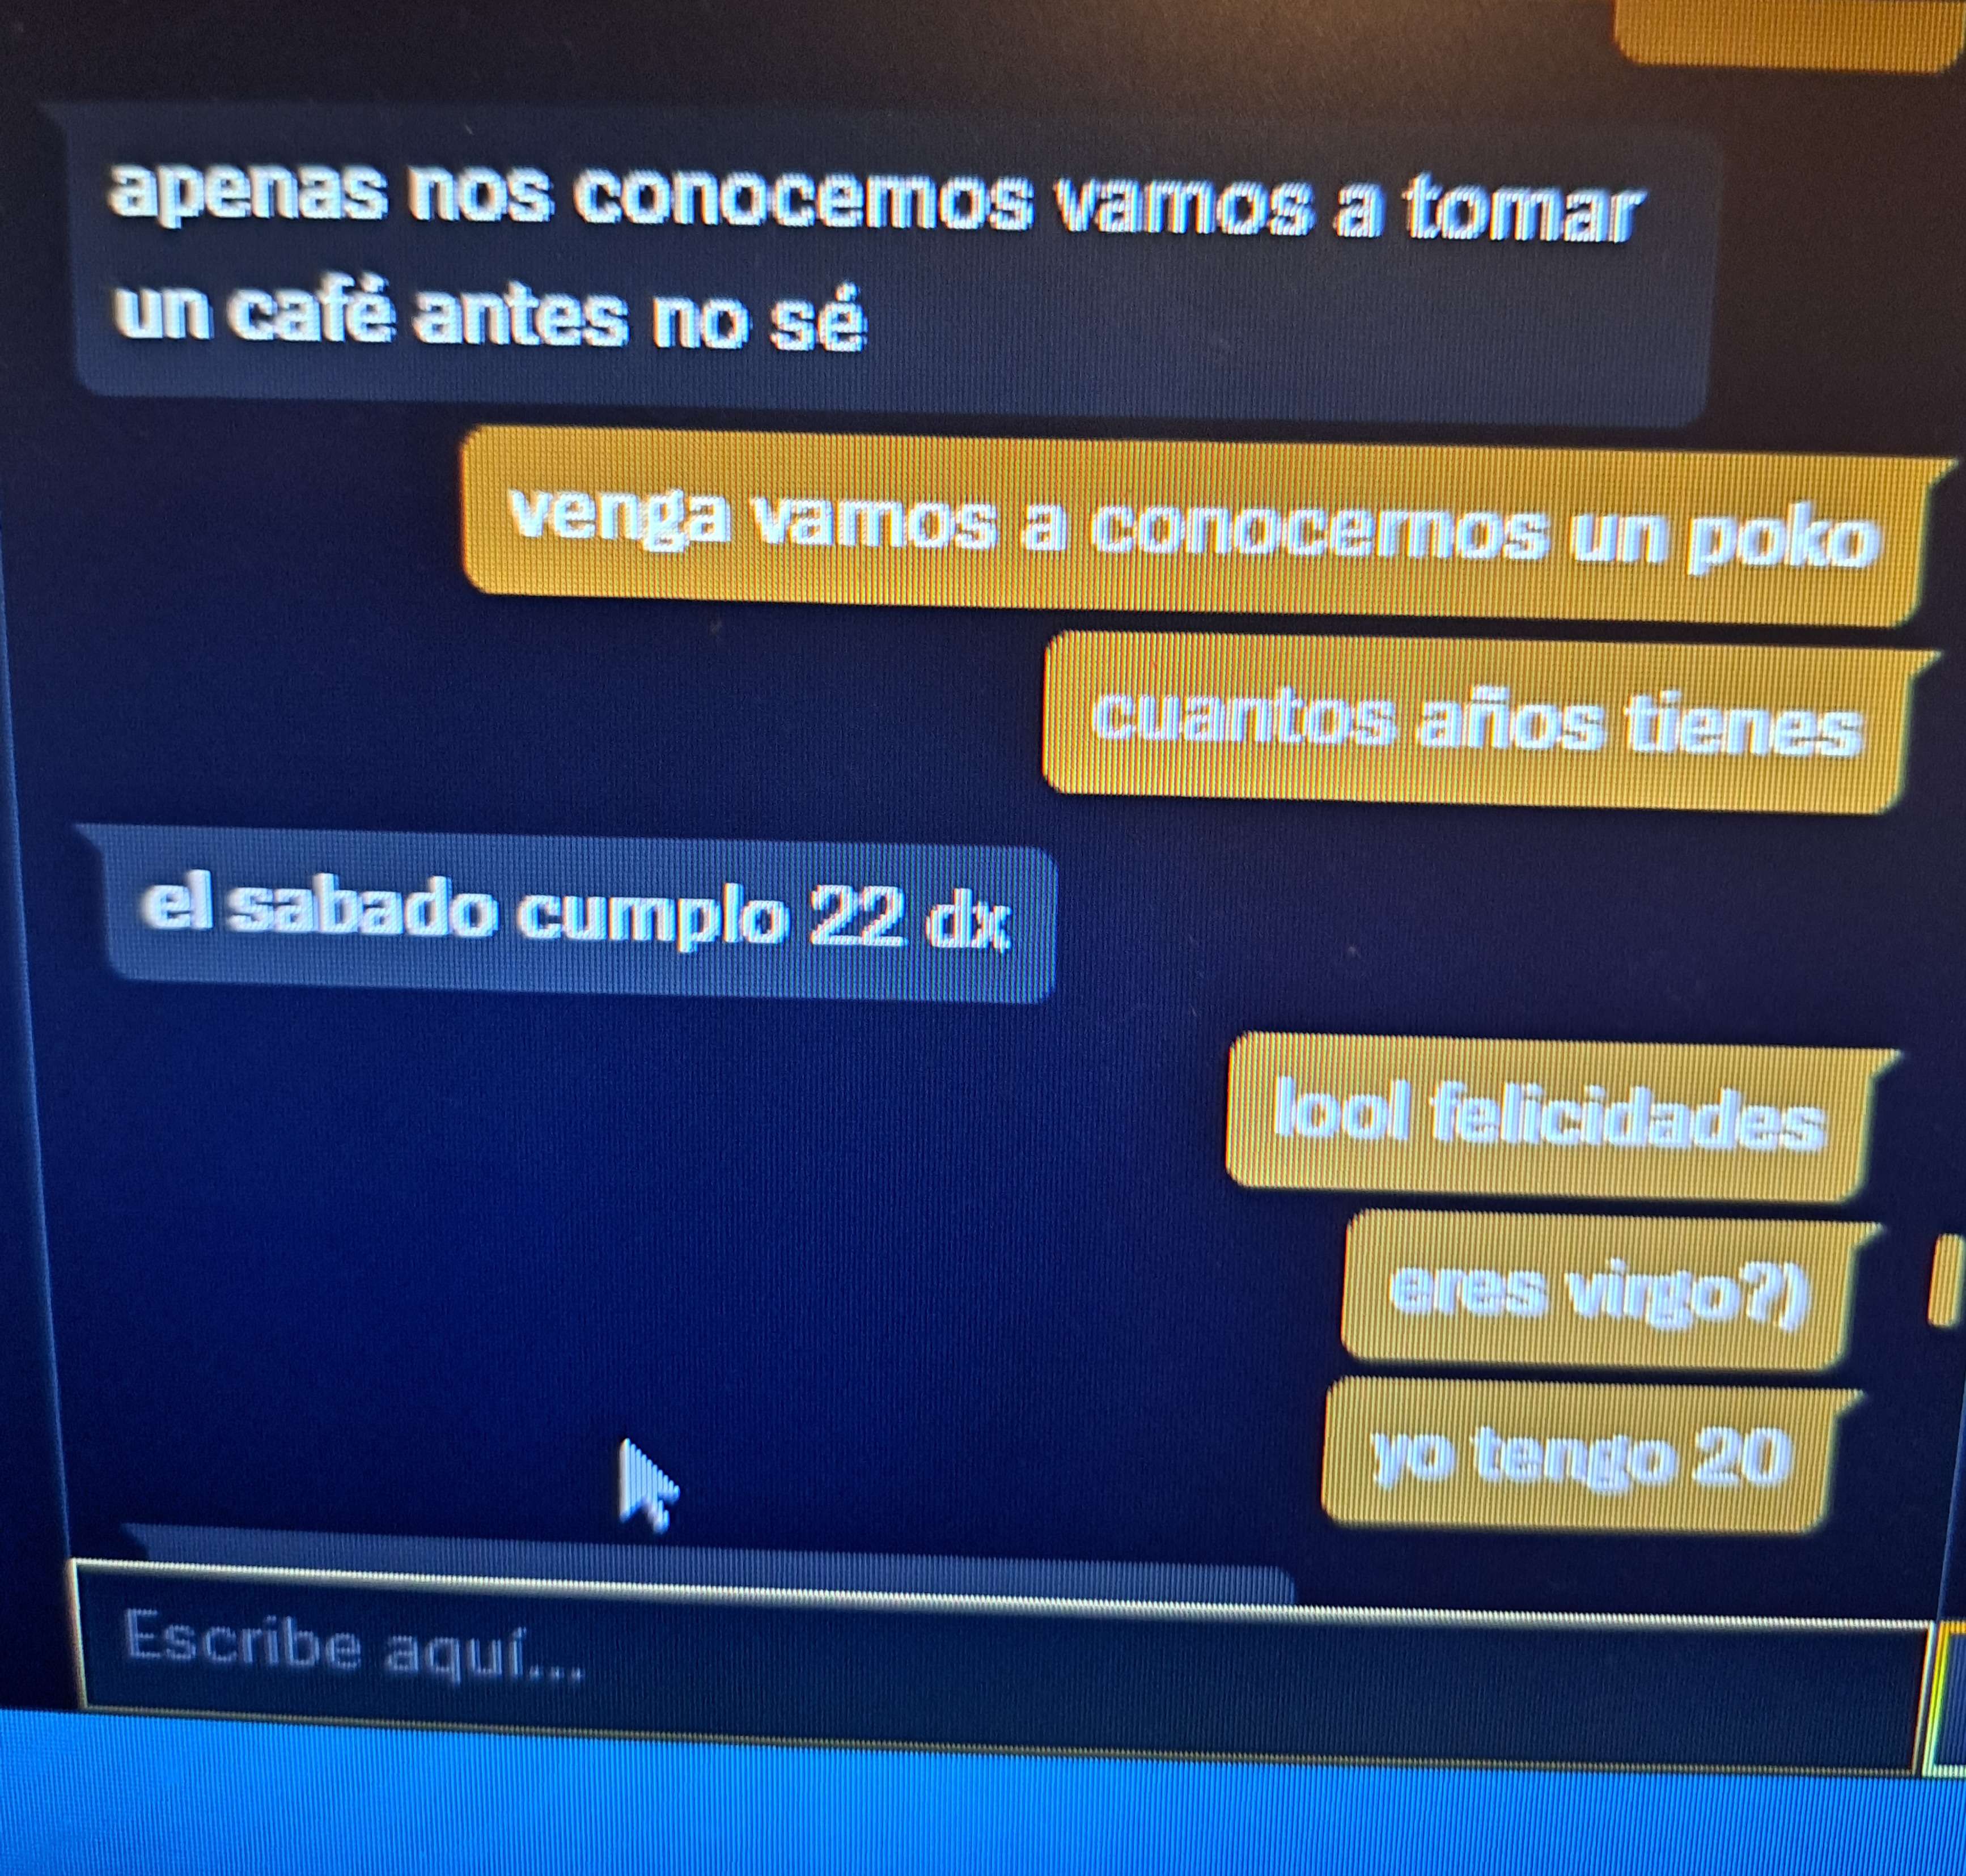 apenas nos conocemos vamos a tomar
un café antes no sé
venga vamos a conocernos un poko
cuantos años tienes
el sabado cumplo 22 dx
lool felicidades
eres virgo?)
yo tengo 20
Escribe aquí...